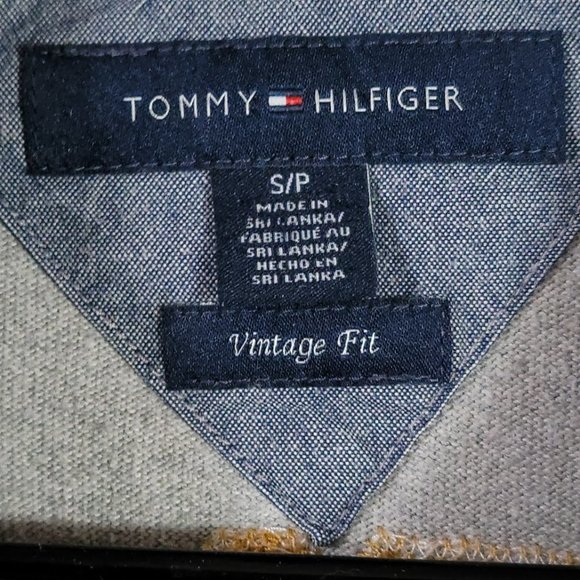 TOMMY HILFIGER
S/P
MADE IN
SRI LANKA/
FABRIQUÉ AU
SRI LANKA/
HECHO EN
SRI LANKA
Vintage Fit